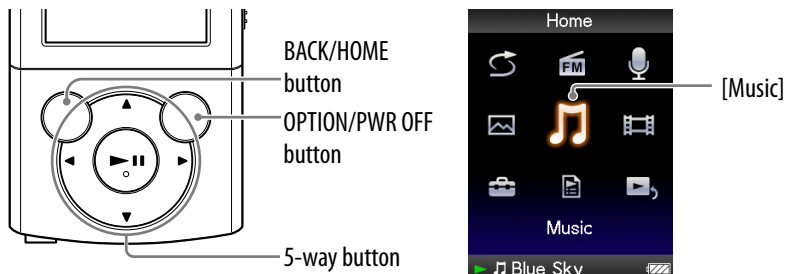 BACK/HOME
button
OPTION/PWR OFF
button
5-way button
Home
FM
[Music]
Music
Blue Sky